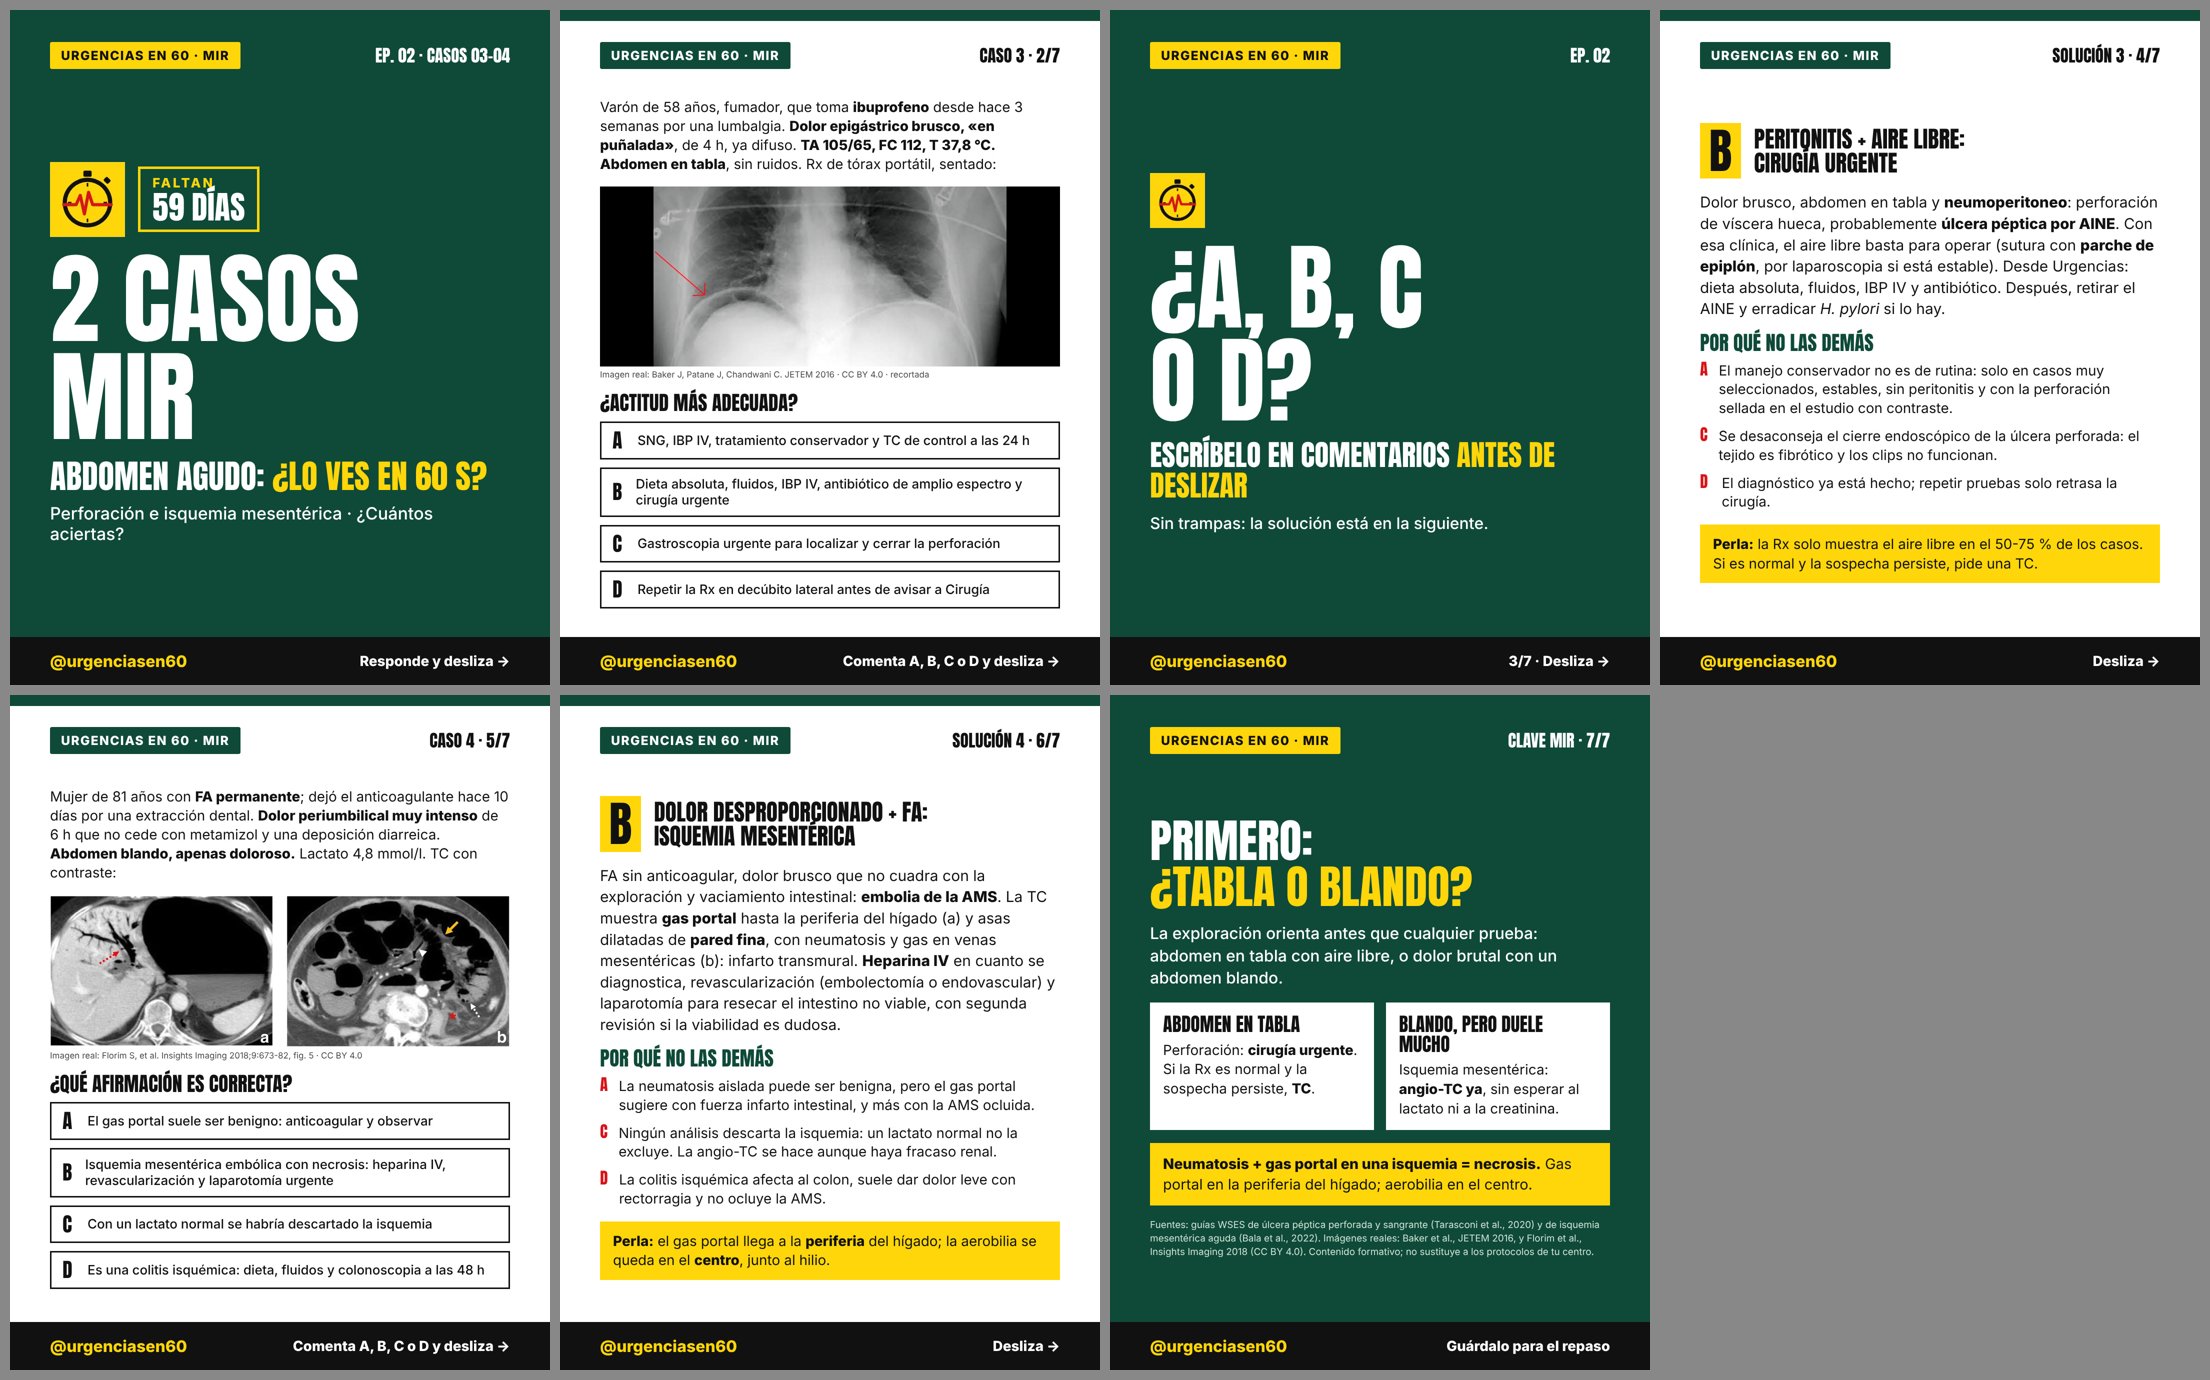 URGENCIAS EN 60 · MIR
EP. 02 · CASOS 03-04
FALTAN
59 DÍAS
2 CASOS
MIR
ABDOMEN AGUDO: ¿LO VES EN 60 S?
Perforación e isquemia mesentérica · ¿Cuántos
aciertas?
@urgenciasen60
Responde y desliza →
URGENCIAS EN 60 · MIR
CASO 3 · 2/7
Varón de 58 años, fumador, que toma ibuprofeno desde hace 3
semanas por una lumbalgia. Dolor epigástrico brusco, «en
puñalada», de 4 h, ya difuso. TA 105/65, FC 112, T 37,8 °C.
Abdomen en tabla, sin ruidos. Rx de tórax portátil, sentado:
Imagen real: Baker J, Patane J, Chandwani C. JETEM 2016 · CC BY 4.0 · recortada
¿ACTITUD MÁS ADECUADA?
A SNG, IBP IV, tratamiento conservador y TC de control a las 24 h
B Dieta absoluta, fluidos, IBP IV, antibiótico de amplio espectro y
cirugía urgente
C Gastroscopia urgente para localizar y cerrar la perforación
D Repetir la Rx en decúbito lateral antes de avisar a Cirugía
@urgenciasen60
Comenta A, B, C o D y desliza →
URGENCIAS EN 60 · MIR
EP. 02
¿A, B, C
O D?
ESCRÍBELO EN COMENTARIOS ANTES DE
DESLIZAR
Sin trampas: la solución está en la siguiente.
@urgenciasen60
3/7 · Desliza →
URGENCIAS EN 60 · MIR
SOLUCIÓN 3 · 4/7
B PERITONITIS + AIRE LIBRE:
CIRUGÍA URGENTE
Dolor brusco, abdomen en tabla y neumoperitoneo: perforación
de víscera hueca, probablemente úlcera péptica por AINE. Con
esa clínica, el aire libre basta para operar (sutura con parche de
epiplón, por laparoscopia si está estable). Desde Urgencias:
dieta absoluta, fluidos, IBP IV y antibiótico. Después, retirar el
AINE y erradicar H. pylori si lo hay.
POR QUÉ NO LAS DEMÁS
A El manejo conservador no es de rutina: solo en casos muy
seleccionados, estables, sin peritonitis y con la perforación
sellada en el estudio con contraste.
C Se desaconseja el cierre endoscópico de la úlcera perforada: el
tejido es fibrótico y los clips no funcionan.
D El diagnóstico ya está hecho; repetir pruebas solo retrasa la
cirugía.
Perla: la Rx solo muestra el aire libre en el 50-75 % de los casos.
Si es normal y la sospecha persiste, pide una TC.
@urgenciasen60
Desliza →
URGENCIAS EN 60 · MIR
CASO 4 · 5/7
Mujer de 81 años con FA permanente; dejó el anticoagulante hace 10
días por una extracción dental. Dolor periumbilical muy intenso de
6 h que no cede con metamizol y una deposición diarreica.
Abdomen blando, apenas doloroso. Lactato 4,8 mmol/l. TC con
contraste:
a
b
Imagen real: Florim S, et al. Insights Imaging 2018;9:673-82, fig. 5 · CC BY 4.0
¿QUÉ AFIRMACIÓN ES CORRECTA?
A El gas portal suele ser benigno: anticoagular y observar
B Isquemia mesentérica embólica con necrosis: heparina IV,
revascularización y laparotomía urgente
C Con un lactato normal se habría descartado la isquemia
D Es una colitis isquémica: dieta, fluidos y colonoscopia a las 48 h
@urgenciasen60
Comenta A, B, C o D y desliza →
URGENCIAS EN 60 · MIR
SOLUCIÓN 4 · 6/7
B DOLOR DESPROPORCIONADO + FA:
ISQUEMIA MESENTÉRICA
FA sin anticoagular, dolor brusco que no cuadra con la
exploración y vaciamiento intestinal: embolia de la AMS. La TC
muestra gas portal hasta la periferia del hígado (a) y asas
dilatadas de pared fina, con neumatosis y gas en venas
mesentéricas (b): infarto transmural. Heparina IV en cuanto se
diagnostica, revascularización (embolectomía o endovascular) y
laparotomía para resecar el intestino no viable, con segunda
revisión si la viabilidad es dudosa.
POR QUÉ NO LAS DEMÁS
A La neumatosis aislada puede ser benigna, pero el gas portal
sugiere con fuerza infarto intestinal, y más con la AMS ocluida.
C Ningún análisis descarta la isquemia: un lactato normal no la
excluye. La angio-TC se hace aunque haya fracaso renal.
D La colitis isquémica afecta al colon, suele dar dolor leve con
rectorragia y no ocluye la AMS.
Perla: el gas portal llega a la periferia del hígado; la aerobilia se
queda en el centro, junto al hilio.
@urgenciasen60
Desliza →
URGENCIAS EN 60 · MIR
CLAVE MIR · 7/7
PRIMERO:
¿TABLA O BLANDO?
La exploración orienta antes que cualquier prueba:
abdomen en tabla con aire libre, o dolor brutal con un
abdomen blando.
ABDOMEN EN TABLA
Perforación: cirugía urgente.
Si la Rx es normal y la
sospecha persiste, TC.
BLANDO, PERO DUELE
MUCHO
Isquemia mesentérica:
angio-TC ya, sin esperar al
lactato ni a la creatinina.
Neumatosis + gas portal en una isquemia = necrosis. Gas
portal en la periferia del hígado; aerobilia en el centro.
Fuentes: guías WSES de úlcera péptica perforada y sangrante (Tarasconi et al., 2020) y de isquemia
mesentérica aguda (Bala et al., 2022). Imágenes reales: Baker et al., JETEM 2016, y Florim et al.,
Insights Imaging 2018 (CC BY 4.0). Contenido formativo; no sustituye a los protocolos de tu centro.
@urgenciasen60
Guárdalo para el repaso